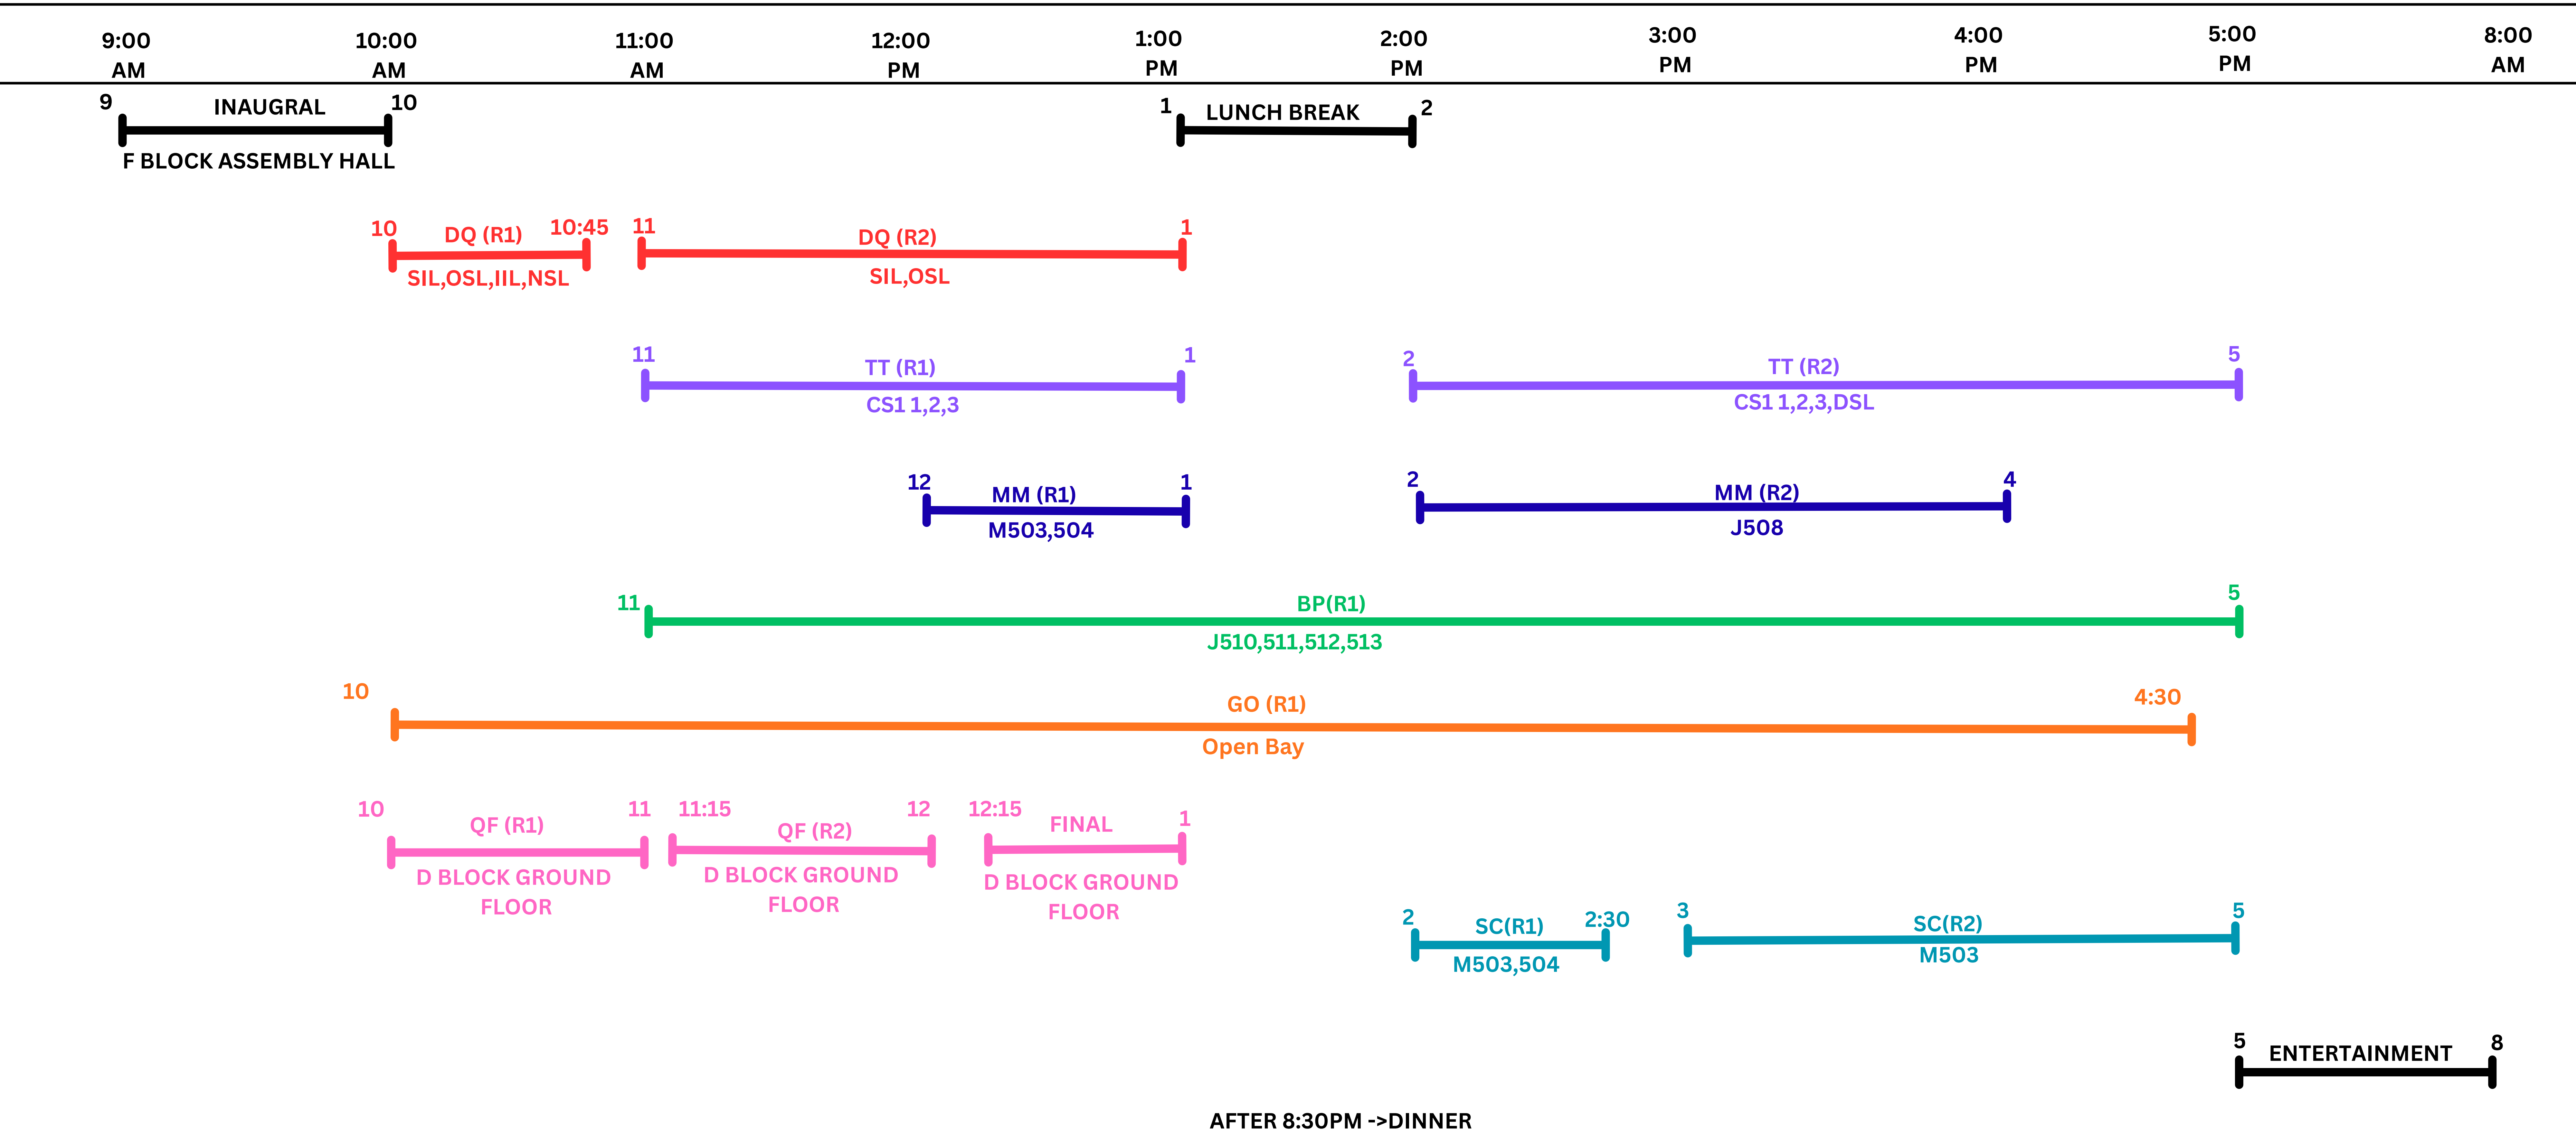 9:00 AM 10:00 AM 11:00 AM 12:00 PM 1:00 PM 2:00 PM 3:00 PM 4:00 PM 5:00 PM 8:00 AM
9 INAUGRAL 10 1 LUNCH BREAK 2
F BLOCK ASSEMBLY HALL
10 DQ (R1) 10:45 11 DQ (R2) 1
SIL,OSL,IIL,NSL SIL,OSL
11 TT (R1) 1 2 TT (R2) 5
CS1 1,2,3 CS1 1,2,3,DSL
12 MM (R1) 1 2 MM (R2) 4
M503,504 J508
11 BP(R1) 5
J510,511,512,513
10 GO (R1) 4:30
Open Bay
10 QF (R1) 11 11:15 QF (R2) 12 12:15 FINAL 1
D BLOCK GROUND D BLOCK GROUND D BLOCK GROUND
FLOOR FLOOR FLOOR
2 SC(R1) 2:30 3 SC(R2) 5
M503,504 M503
5 ENTERTAINMENT 8
AFTER 8:30PM ->DINNER